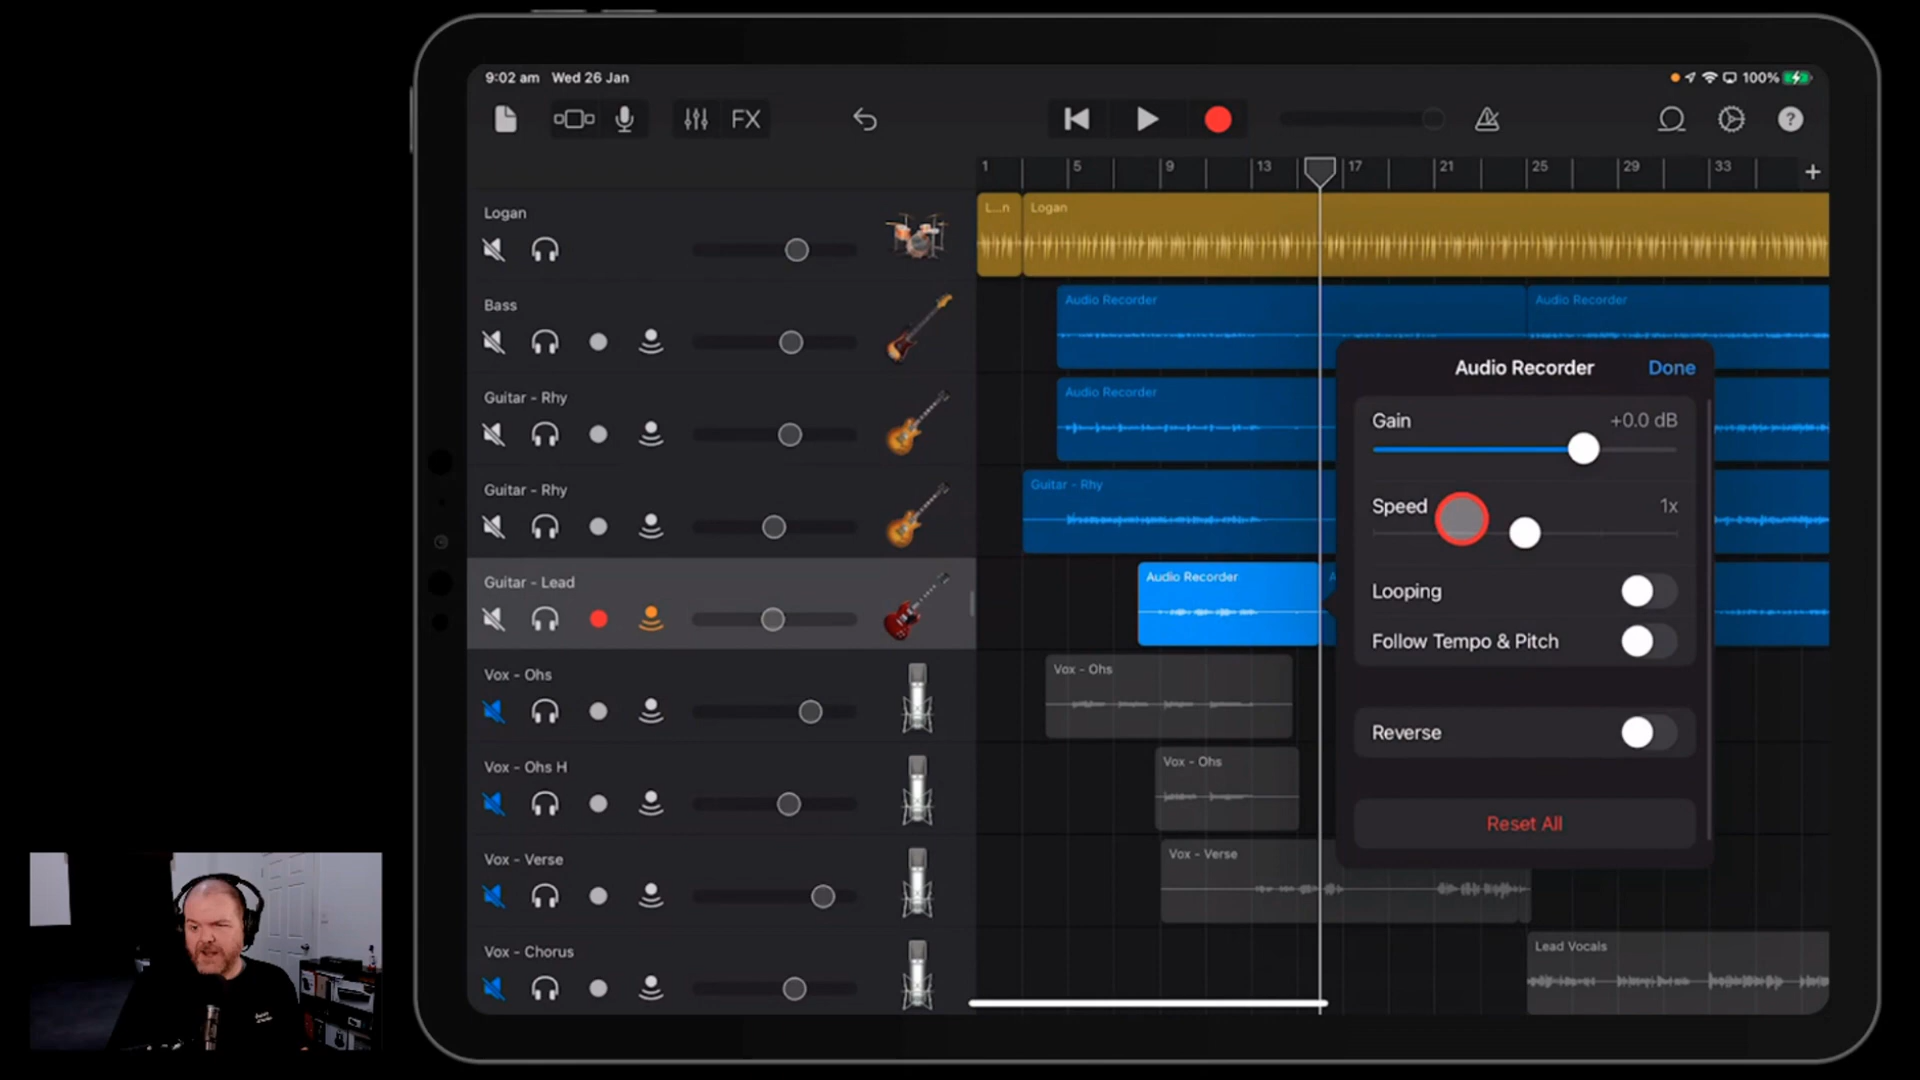 9:02 am Wed 26 Jan
100%
FX
?
1 5 9 13 17 21 25 29 33 +
Logan
L...n
Logan
Bass
Audio Recorder
Audio Recorder
Guitar - Rhy
Audio Recorder
Guitar - Rhy
Guitar - Rhy
Guitar - Lead
Audio Recorder
A
Vox - Ohs
Vox - Ohs
Vox - Ohs H
Vox - Ohs
Vox - Verse
Vox - Verse
Vox - Chorus
Lead Vocals
Audio Recorder
Done
Gain
+0.0 dB
Speed
1x
Looping
Follow Tempo & Pitch
Reverse
Reset All